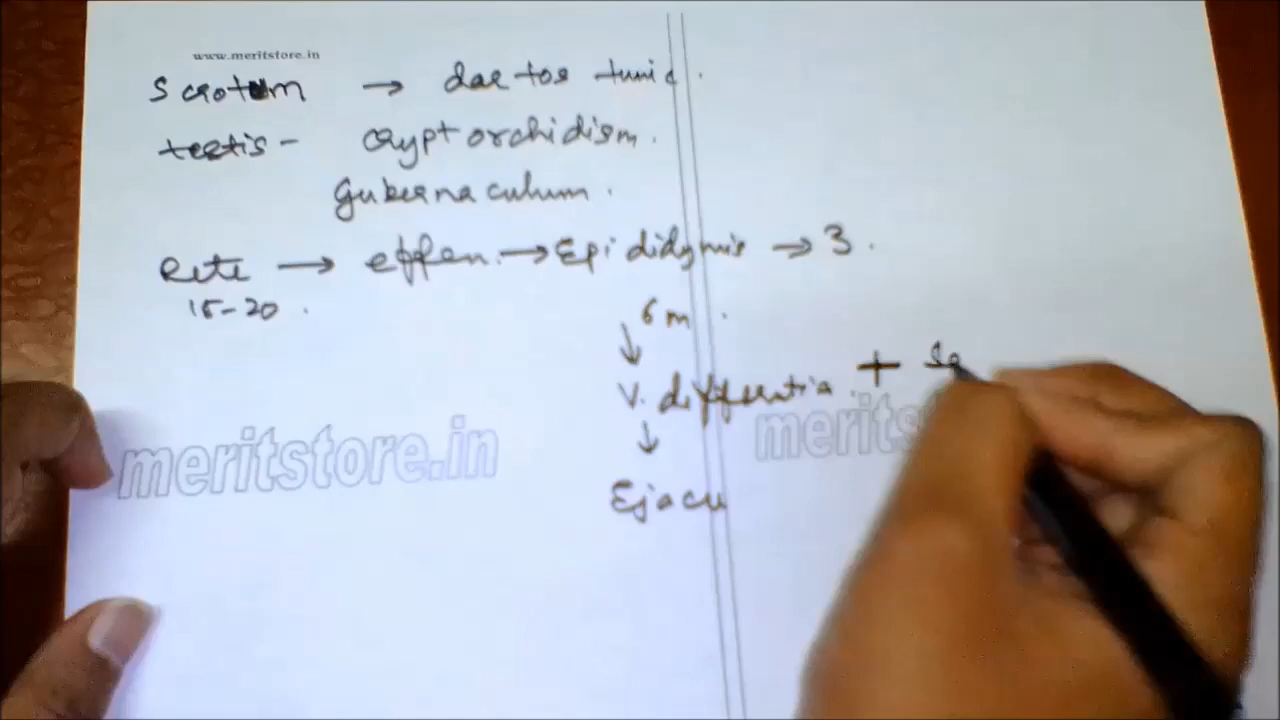 www.meritstore.in
Scrotum → dartos tunic.
testis - cryptorchidism.
Gubernaculum.
Rete → effen. → Epididymis → 3.
15-20.
6 m.
↓
V. differentia. + Se
↓
meritstore.in merits
Ejacu